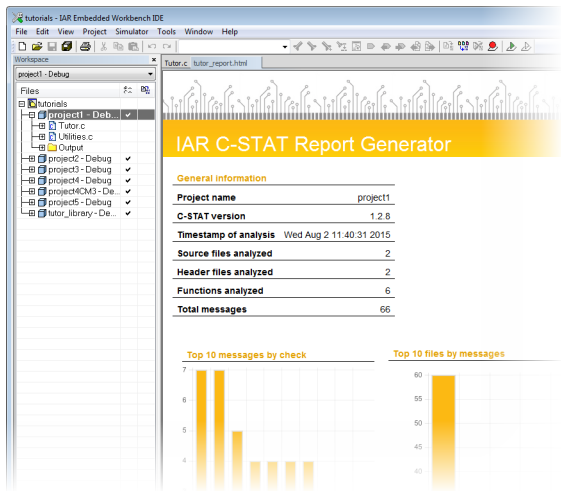 tutorials - IAR Embedded Workbench IDE
File Edit View Project Simulator Tools Window Help
Workspace
Tutor.c tutor_report.html
project1 - Debug
Files
tutorials
project1 - Deb...
Tutor.c
Utilities.c
Output
project2 - Debug
project3 - Debug
project4 - Debug
project4CM3 - De...
project5 - Debug
tutor_library - De...
IAR C-STAT Report Generator
General information
Project name project1
C-STAT version 1.2.8
Timestamp of analysis Wed Aug 2 11:40:31 2015
Source files analyzed 2
Header files analyzed 2
Functions analyzed 6
Total messages 66
Top 10 messages by check
7
6
5
4
Top 10 files by messages
60
55
50
45
40